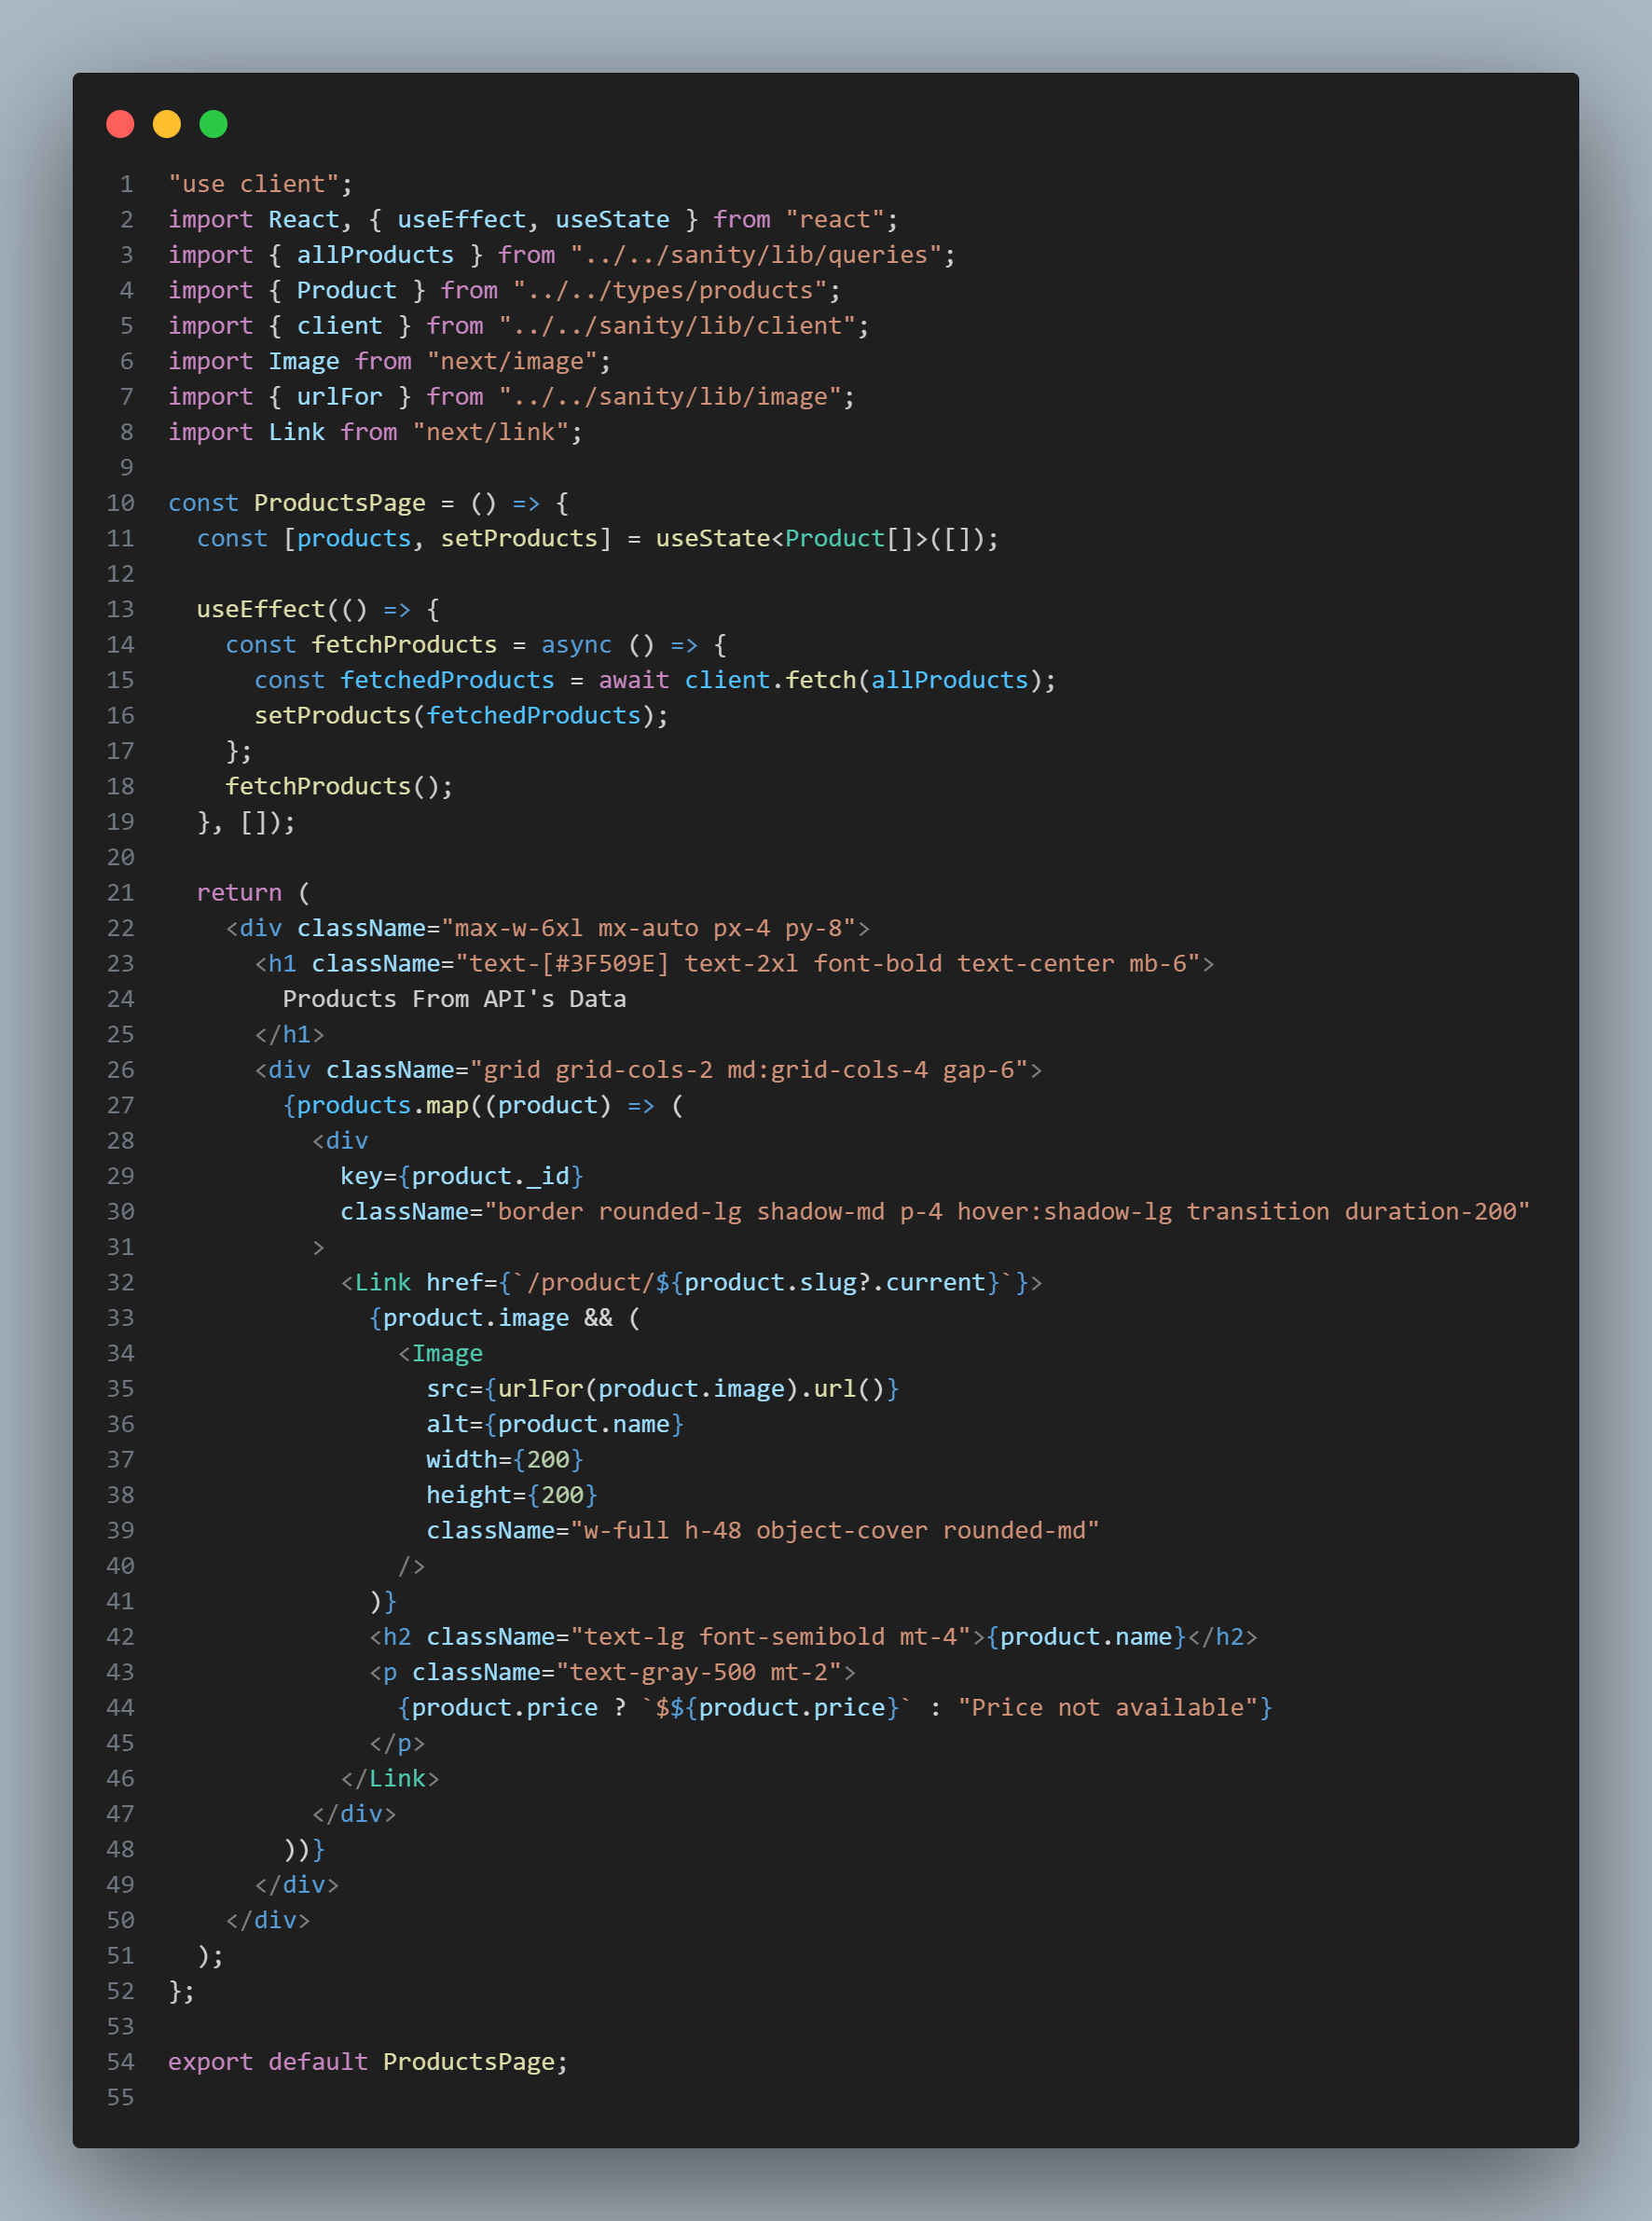 1 "use client";
2 import React, { useEffect, useState } from "react";
3 import { allProducts } from "../../sanity/lib/queries";
4 import { Product } from "../../types/products";
5 import { client } from "../../sanity/lib/client";
6 import Image from "next/image";
7 import { urlFor } from "../../sanity/lib/image";
8 import Link from "next/link";
9
10 const ProductsPage = () => {
11   const [products, setProducts] = useState<Product[]>([]);
12
13   useEffect(() => {
14     const fetchProducts = async () => {
15       const fetchedProducts = await client.fetch(allProducts);
16       setProducts(fetchedProducts);
17     };
18     fetchProducts();
19   }, []);
20
21   return (
22     <div className="max-w-6xl mx-auto px-4 py-8">
23       <h1 className="text-[#3F509E] text-2xl font-bold text-center mb-6">
24         Products From API's Data
25       </h1>
26       <div className="grid grid-cols-2 md:grid-cols-4 gap-6">
27         {products.map((product) => (
28           <div
29             key={product._id}
30             className="border rounded-lg shadow-md p-4 hover:shadow-lg transition duration-200"
31           >
32             <Link href={`/product/${product.slug?.current}`}>
33               {product.image && (
34                 <Image
35                   src={urlFor(product.image).url()}
36                   alt={product.name}
37                   width={200}
38                   height={200}
39                   className="w-full h-48 object-cover rounded-md"
40                 />
41               )}
42               <h2 className="text-lg font-semibold mt-4">{product.name}</h2>
43               <p className="text-gray-500 mt-2">
44                 {product.price ? `$${product.price}` : "Price not available"}
45               </p>
46             </Link>
47           </div>
48         ))}
49       </div>
50     </div>
51   );
52 };
53
54 export default ProductsPage;
55